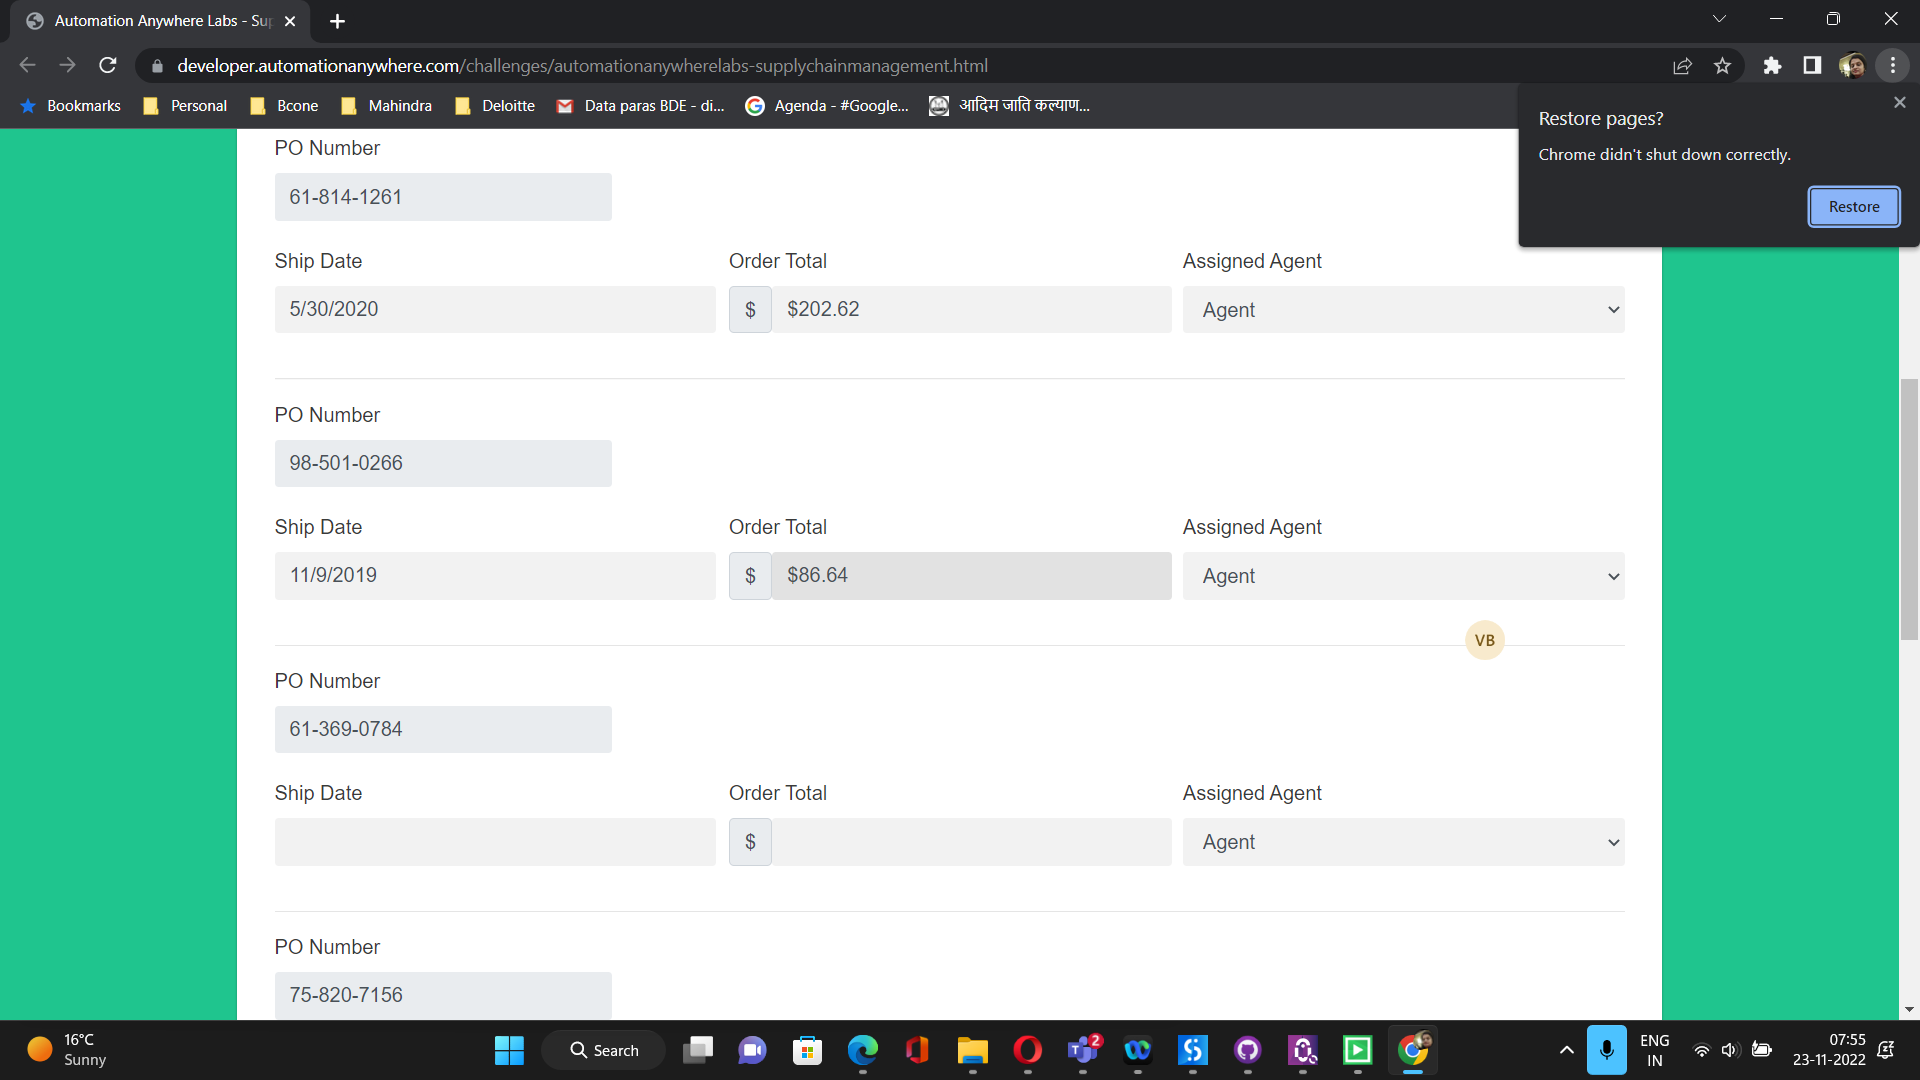 Automation Anywhere Labs - Sup
developer.automationanywhere.com/challenges/automationanywherelabs-supplychainmanagement.html
Bookmarks Personal Bcone Mahindra Deloitte Data paras BDE - di... Agenda - #Google... आदिम जाति कल्याण...
Restore pages?
Chrome didn't shut down correctly.
Restore
PO Number
61-814-1261
Ship Date Order Total Assigned Agent
5/30/2020 $ $202.62 Agent
PO Number
98-501-0266
Ship Date Order Total Assigned Agent
11/9/2019 $ $86.64 Agent
VB
PO Number
61-369-0784
Ship Date Order Total Assigned Agent
$ Agent
PO Number
75-820-7156
16°C
Sunny
Search
2
ENG
IN
07:55
23-11-2022